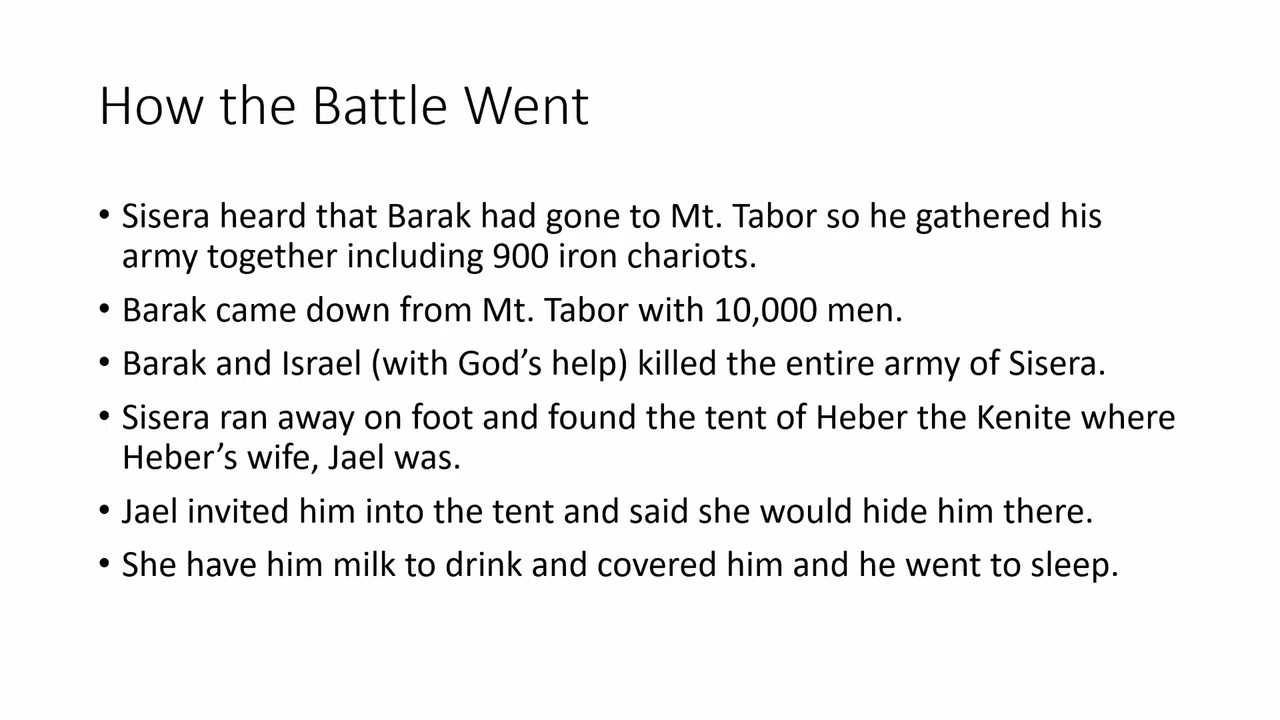 How the Battle Went
• Sisera heard that Barak had gone to Mt. Tabor so he gathered his
army together including 900 iron chariots.
• Barak came down from Mt. Tabor with 10,000 men.
• Barak and Israel (with God’s help) killed the entire army of Sisera.
• Sisera ran away on foot and found the tent of Heber the Kenite where
Heber’s wife, Jael was.
• Jael invited him into the tent and said she would hide him there.
• She have him milk to drink and covered him and he went to sleep.